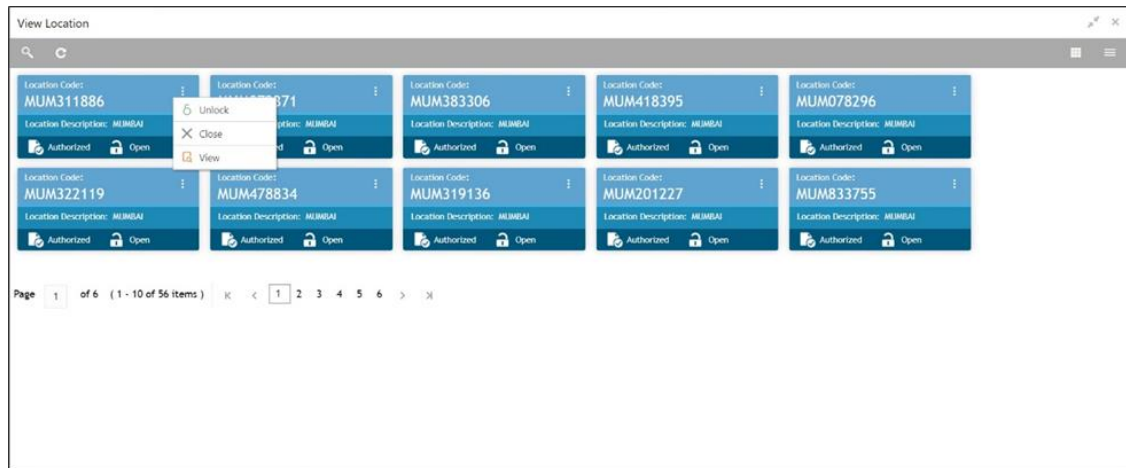 View Location
Location Code:
MUM311886
Location Description: MUMBAI
Authorized Open
Unlock
Close
View
Location Code:
871
ption: MUMBAI
Open
Location Code:
MUM383306
Location Description: MUMBAI
Authorized Open
Location Code:
MUM418395
Location Description: MUMBAI
Authorized Open
Location Code:
MUM078296
Location Description: MUMBAI
Authorized Open
Location Code:
MUM322119
Location Description: MUMBAI
Authorized Open
Location Code:
MUM478834
Location Description: MUMBAI
Authorized Open
Location Code:
MUM319136
Location Description: MUMBAI
Authorized Open
Location Code:
MUM201227
Location Description: MUMBAI
Authorized Open
Location Code:
MUM833755
Location Description: MUMBAI
Authorized Open
Page 1 of 6 ( 1 - 10 of 56 items ) 1 2 3 4 5 6